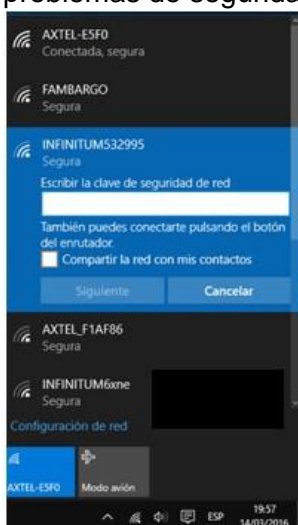 problemas de segurida
AXTEL-E5F0
Conectada, segura
FAMBARGO
Segura
INFINITUM532995
Segura
Escribir la clave de seguridad de red
También puedes conectarte pulsando el botón
del enrutador.
Compartir la red con mis contactos
Siguiente
Cancelar
AXTEL_F1AF86
Segura
INFINITUM6xne
Segura
Configuración de red
AXTEL-E5F0
Modo avión
ESP
19:57
14/03/2016